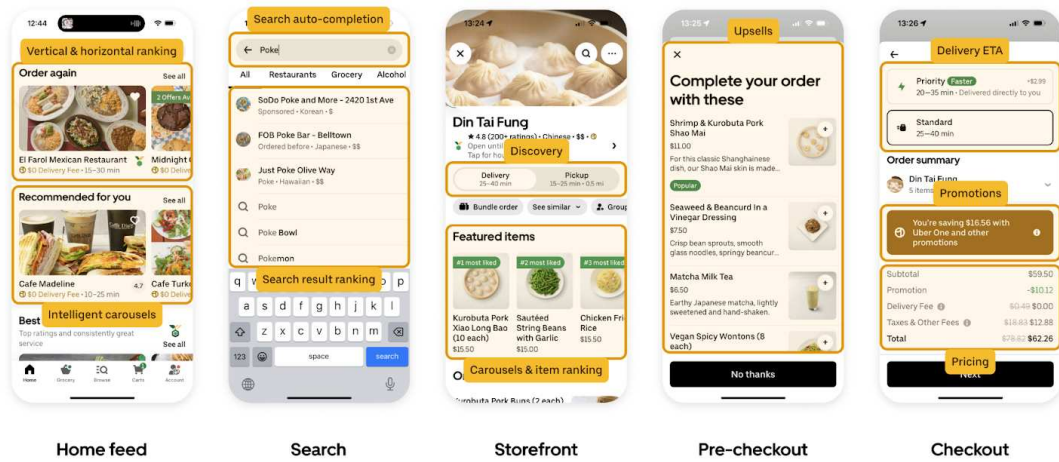 12:44
Vertical & horizontal ranking
Order again
See all
2 Offers Av
El Farol Mexican Restaurant
$0 Delivery Fee • 15-30 min
Midnight
$0 Delive
Recommended for you
See all
Cafe Madeline
4.7
$0 Delivery Fee • 10-25 min
Cafe Turk
$0 Delive
Intelligent carousels
Best
Top ratings and consistently great
service
See all
Home
Grocery
Browse
Carts
Account
Home feed
Search auto-completion
Poke
All
Restaurants
Grocery
Alcohol
SoDo Poke and More - 2420 1st Ave
Sponsored • Korean • $
FOB Poke Bar - Belltown
Ordered before • Japanese • $$
Just Poke Olive Way
Poke • Hawaiian • $$
Poke
Poke Bowl
Pokemon
Search result ranking
q w o p
a s d f g h j k l
z x c v b n m
123
space
search
Search
13:24
Din Tai Fung
4.8 (200+ ratings) • Chinese • $$ •
Open until
Tap for hou
Discovery
Delivery
25-40 min
Pickup
15-25 min • 0.5 mi
Bundle order
See similar
Group
Featured items
#1 most liked
#2 most liked
#3 most liked
Kurobuta Pork
Xiao Long Bao
(10 each)
$15.50
Sautéed
String Beans
with Garlic
$15.00
Chicken Fri
Rice
$15.50
Carousels & item ranking
Kurobuta Pork Buns (2 each)
Storefront
13:25
Upsells
Complete your order
with these
Shrimp & Kurobuta Pork
Shao Mai
$11.00
For this classic Shanghainese
dish, our Shao Mai skin is made...
Popular
Seaweed & Beancurd In a
Vinegar Dressing
$7.50
Crisp bean sprouts, smooth
glass noodles, springy beancur...
Matcha Milk Tea
$6.50
Earthy Japanese matcha, lightly
sweetened and hand-shaken.
Vegan Spicy Wontons (8
each)
No thanks
Pre-checkout
13:26
Delivery ETA
Priority
Faster
+$2.99
20-35 min • Delivered directly to you
Standard
25-40 min
Order summary
Din Tai Fung
5 items
Promotions
You're saving $16.56 with
Uber One and other
promotions
Subtotal
$59.50
Promotion
-$10.12
Delivery Fee
$0.49 $0.00
Taxes & Other Fees
$18.83 $12.88
Total
$78.82 $62.26
Pricing
Next
Checkout